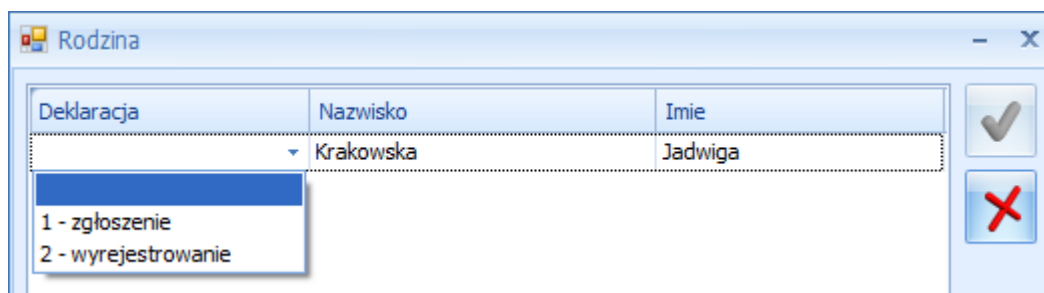 Rodzina
Deklaracja Nazwisko Imie
Krakowska Jadwiga
1 - zgłoszenie
2 - wyrejestrowanie